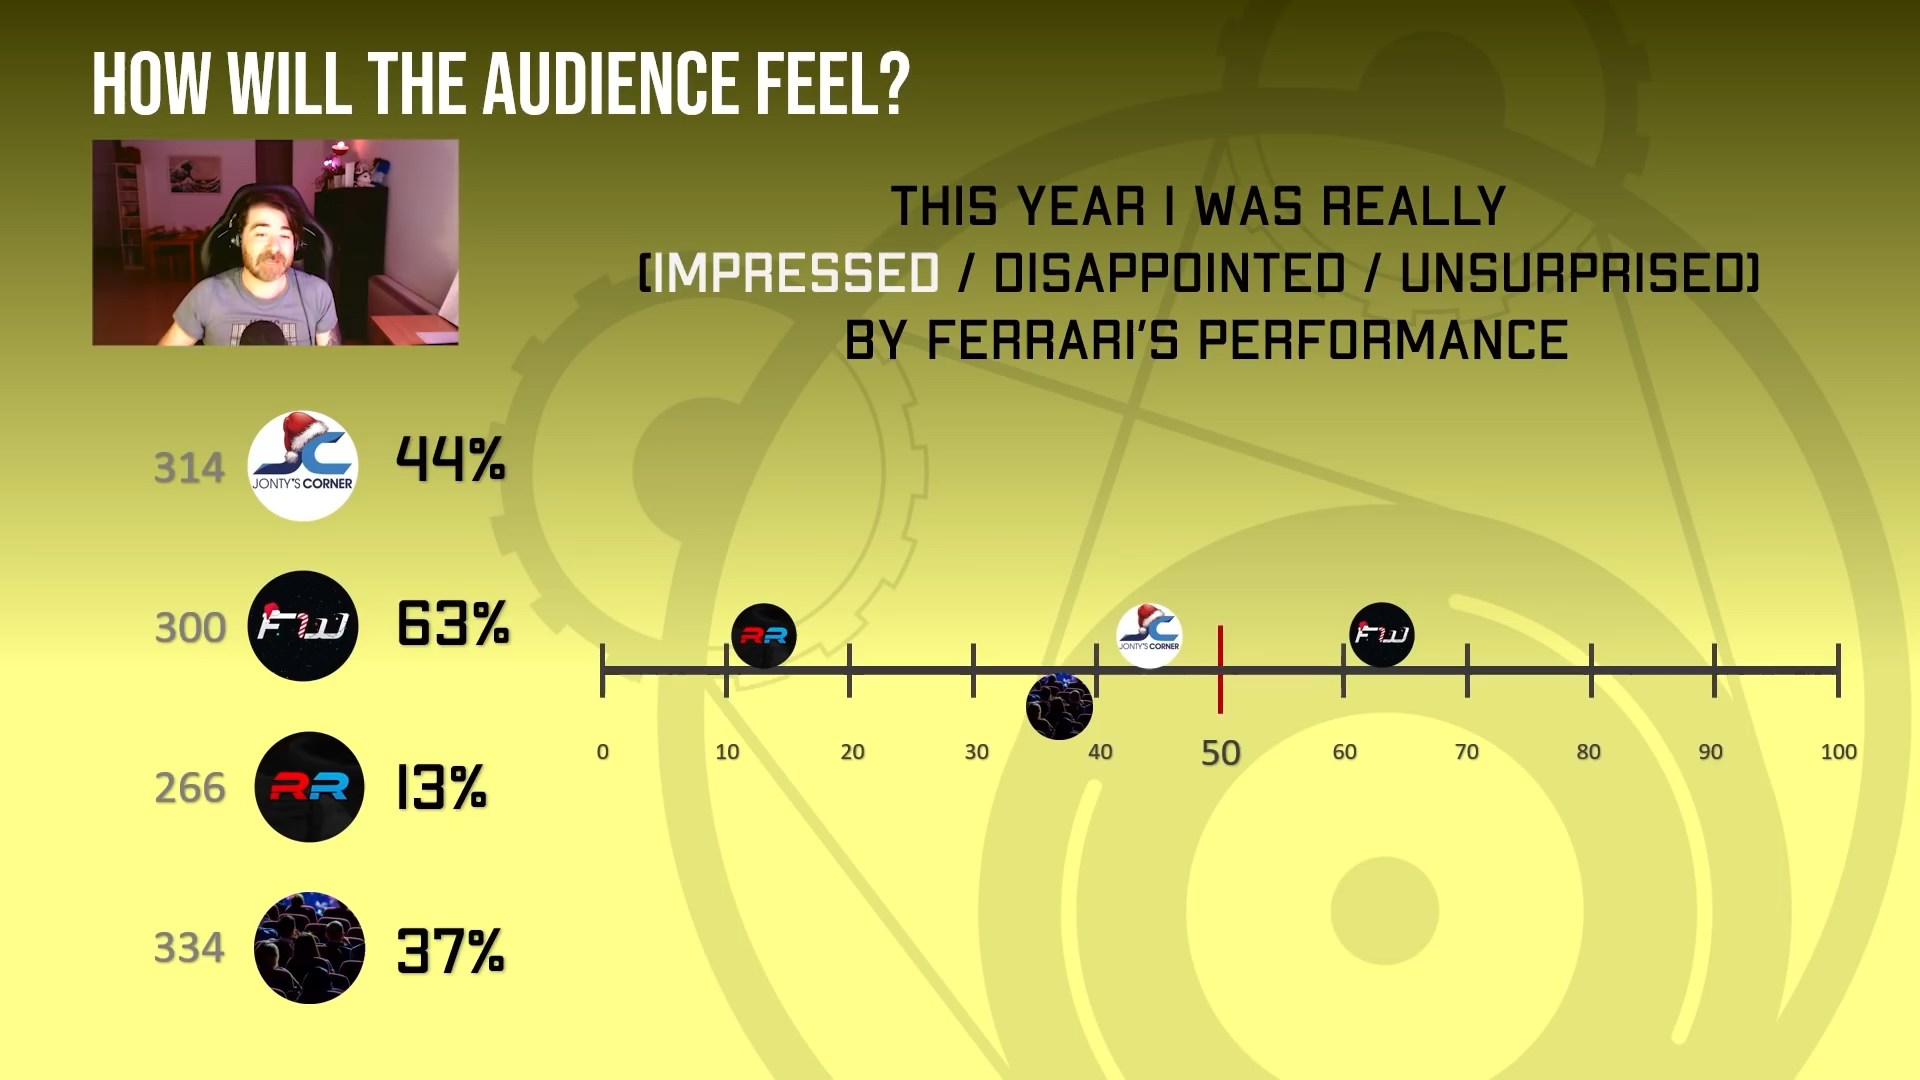 HOW WILL THE AUDIENCE FEEL?
THIS YEAR I WAS REALLY
(IMPRESSED / DISAPPOINTED / UNSURPRISED)
BY FERRARI'S PERFORMANCE
314 JC JONTY'S CORNER 44%
300 FW 63%
266 RR 13%
334 37%
RR JC JONTY'S CORNER FW
0 10 20 30 40 50 60 70 80 90 100